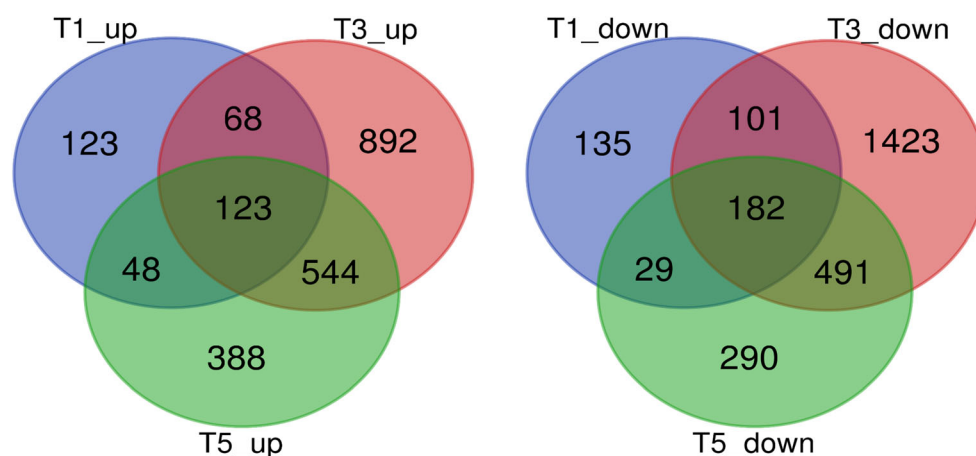 T1_up T3_up
68
123 892
123
48 544
388
T5_up
T1_down T3_down
101
135 1423
182
29 491
290
T5_down